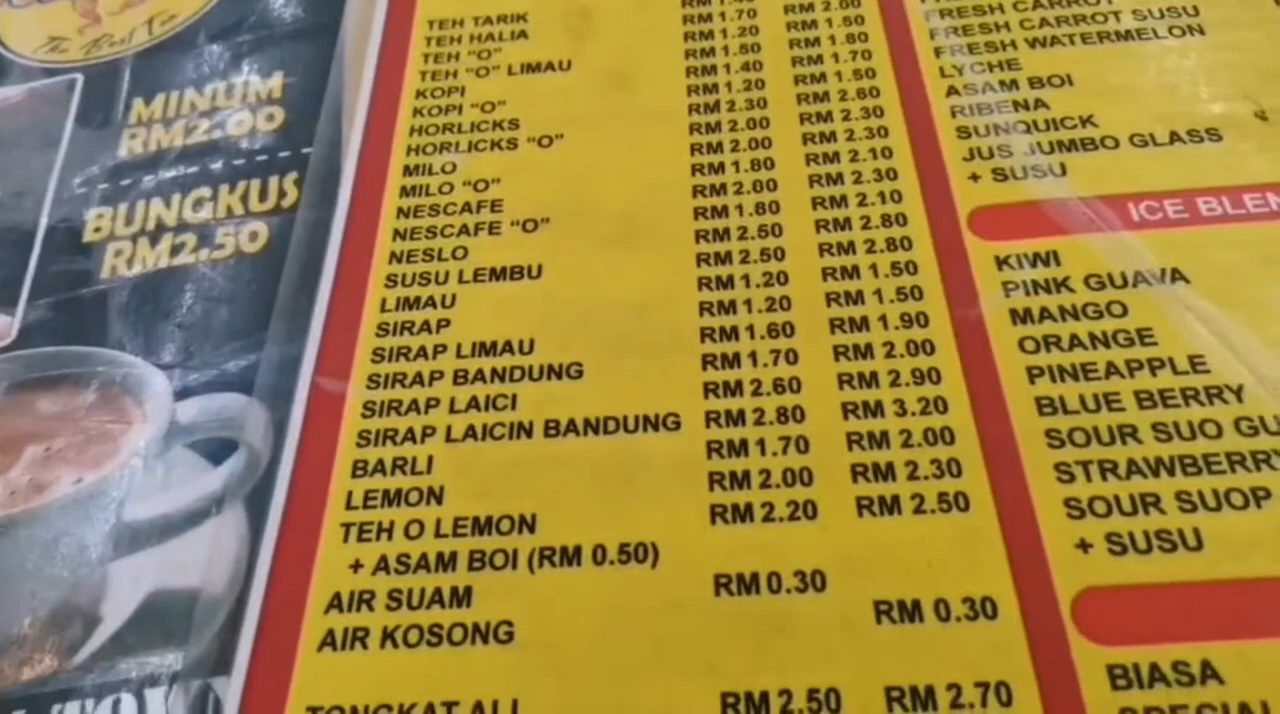 The Best Tea
MINUM
RM2.00
BUNGKUS
RM2.50
TEH TARIK
TEH HALIA RM 1.70 RM 2.00
TEH "O" RM 1.20 RM 1.50
TEH "O" LIMAU RM 1.50 RM 1.80
KOPI RM 1.40 RM 1.70
KOPI "O" RM 1.20 RM 1.50
HORLICKS RM 2.30 RM 2.60
HORLICKS "O" RM 2.00 RM 2.30
MILO RM 2.00 RM 2.30
MILO "O" RM 1.80 RM 2.10
NESCAFE RM 2.00 RM 2.30
NESCAFE "O" RM 1.80 RM 2.10
NESLO RM 2.50 RM 2.80
SUSU LEMBU RM 2.50 RM 2.80
LIMAU RM 1.20 RM 1.50
SIRAP RM 1.20 RM 1.50
SIRAP LIMAU RM 1.60 RM 1.90
SIRAP BANDUNG RM 1.70 RM 2.00
SIRAP LAICI RM 2.60 RM 2.90
SIRAP LAICIN BANDUNG RM 2.80 RM 3.20
BARLI RM 1.70 RM 2.00
LEMON RM 2.00 RM 2.30
TEH O LEMON RM 2.20 RM 2.50
+ ASAM BOI (RM 0.50)
AIR SUAM RM 0.30
AIR KOSONG RM 0.30
TONGKAT ALI RM 2.50 RM 2.70
FRESH CARROT
FRESH CARROT SUSU
FRESH WATERMELON
LYCHE
ASAM BOI
RIBENA
SUNQUICK
JUS JUMBO GLASS
+ SUSU
ICE BLEN
KIWI
PINK GUAVA
MANGO
ORANGE
PINEAPPLE
BLUE BERRY
SOUR SUO GU
STRAWBERRY
SOUR SUOP
+ SUSU
BIASA
SPECIAL